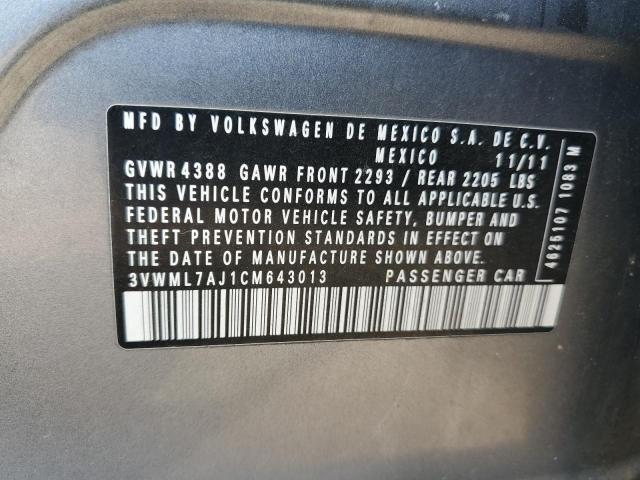 MFD BY VOLKSWAGEN DE MEXICO S.A. DE C.V.
MEXICO 11/11
GVWR 4388 GAWR FRONT 2293 / REAR 2205 LBS
THIS VEHICLE CONFORMS TO ALL APPLICABLE U.S.
FEDERAL MOTOR VEHICLE SAFETY, BUMPER AND
THEFT PREVENTION STANDARDS IN EFFECT ON
THE DATE OF MANUFACTURE SHOWN ABOVE.
3VWML7AJ1CM643013 PASSENGER CAR
4625107 1083 M